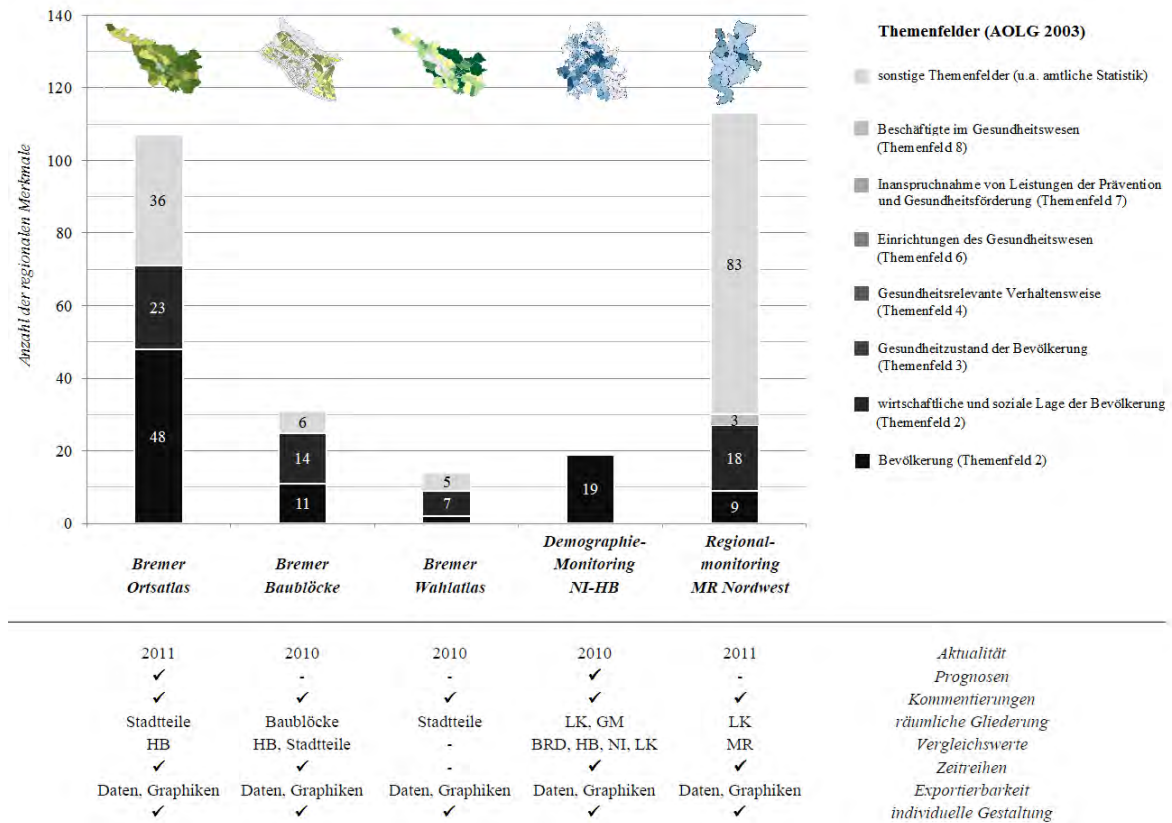 140
120
100
80
60
40
20
0
Anzahl der regionalen Merkmale
36
23
48
6
14
11
5
7
19
83
3
18
9
Bremer
Ortsatlas
Bremer
Baublöcke
Bremer
Wahlatlas
Demographie-
Monitoring
NI-HB
Regional-
monitoring
MR Nordwest
Themenfelder (AOLG 2003)
sonstige Themenfelder (u.a. amtliche Statistik)
Beschäftigte im Gesundheitswesen
(Themenfeld 8)
Inanspruchnahme von Leistungen der Prävention
und Gesundheitsförderung (Themenfeld 7)
Einrichtungen des Gesundheitswesen
(Themenfeld 6)
Gesundheitsrelevante Verhaltensweise
(Themenfeld 4)
Gesundheitzustand der Bevölkerung
(Themenfeld 3)
wirtschaftliche und soziale Lage der Bevölkerung
(Themenfeld 2)
Bevölkerung (Themenfeld 2)
2011 2010 2010 2010 2011 Aktualität
✓ - - ✓ - Prognosen
✓ ✓ ✓ ✓ ✓ Kommentierungen
Stadtteile Baublöcke Stadtteile LK, GM LK räumliche Gliederung
HB HB, Stadtteile - BRD, HB, NI, LK MR Vergleichswerte
✓ ✓ - ✓ ✓ Zeitreihen
Daten, Graphiken Daten, Graphiken Daten, Graphiken Daten, Graphiken Daten, Graphiken Exportierbarkeit
✓ ✓ ✓ ✓ ✓ individuelle Gestaltung